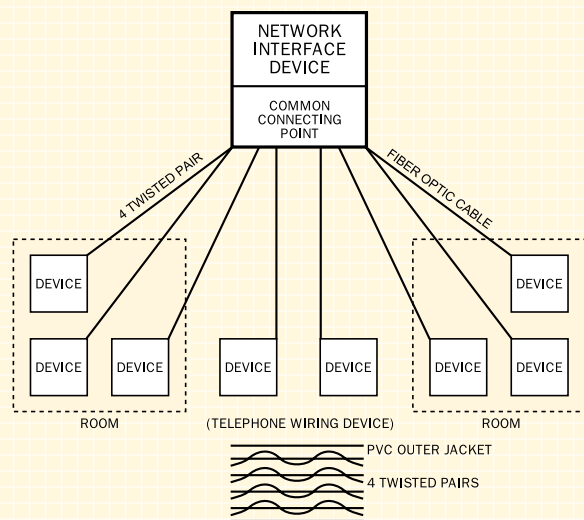 NETWORK
INTERFACE
DEVICE
COMMON
CONNECTING
POINT
4 TWISTED PAIR
FIBER OPTIC CABLE
DEVICE
DEVICE
DEVICE
DEVICE
DEVICE
DEVICE
DEVICE
DEVICE
ROOM
(TELEPHONE WIRING DEVICE)
ROOM
PVC OUTER JACKET
4 TWISTED PAIRS